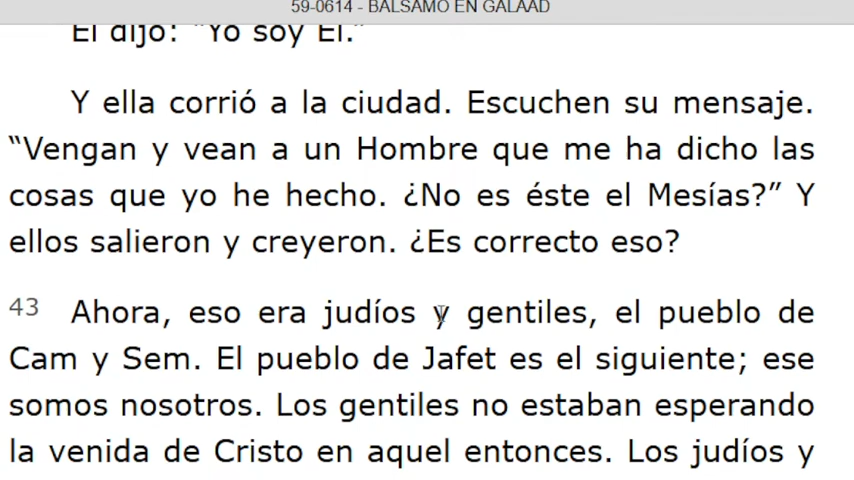 59-0614 - BALSAMO EN GALAAD
Él dijo: “Yo soy Él.”
Y ella corrió a la ciudad. Escuchen su mensaje.
“Vengan y vean a un Hombre que me ha dicho las
cosas que yo he hecho. ¿No es éste el Mesías?” Y
ellos salieron y creyeron. ¿Es correcto eso?
43 Ahora, eso era judíos y gentiles, el pueblo de
Cam y Sem. El pueblo de Jafet es el siguiente; ese
somos nosotros. Los gentiles no estaban esperando
la venida de Cristo en aquel entonces. Los judíos y